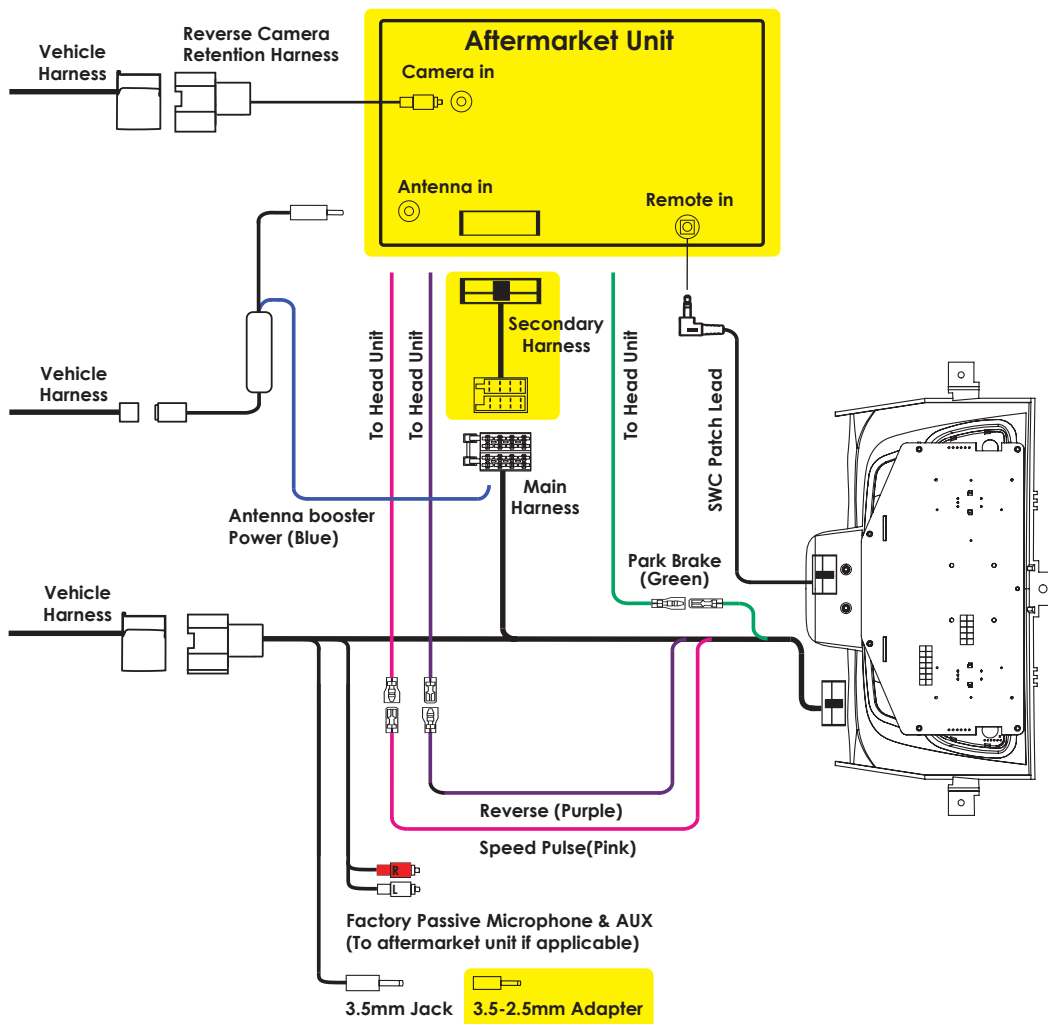 Vehicle
Harness
Reverse Camera
Retention Harness
Aftermarket Unit
Camera in
Antenna in
Remote in
Secondary
Harness
To Head Unit
To Head Unit
To Head Unit
SWC Patch Lead
Vehicle
Harness
Main
Harness
Antenna booster
Power (Blue)
Park Brake
(Green)
Vehicle
Harness
Reverse (Purple)
Speed Pulse(Pink)
R
L
Factory Passive Microphone & AUX
(To aftermarket unit if applicable)
3.5mm Jack
3.5-2.5mm Adapter